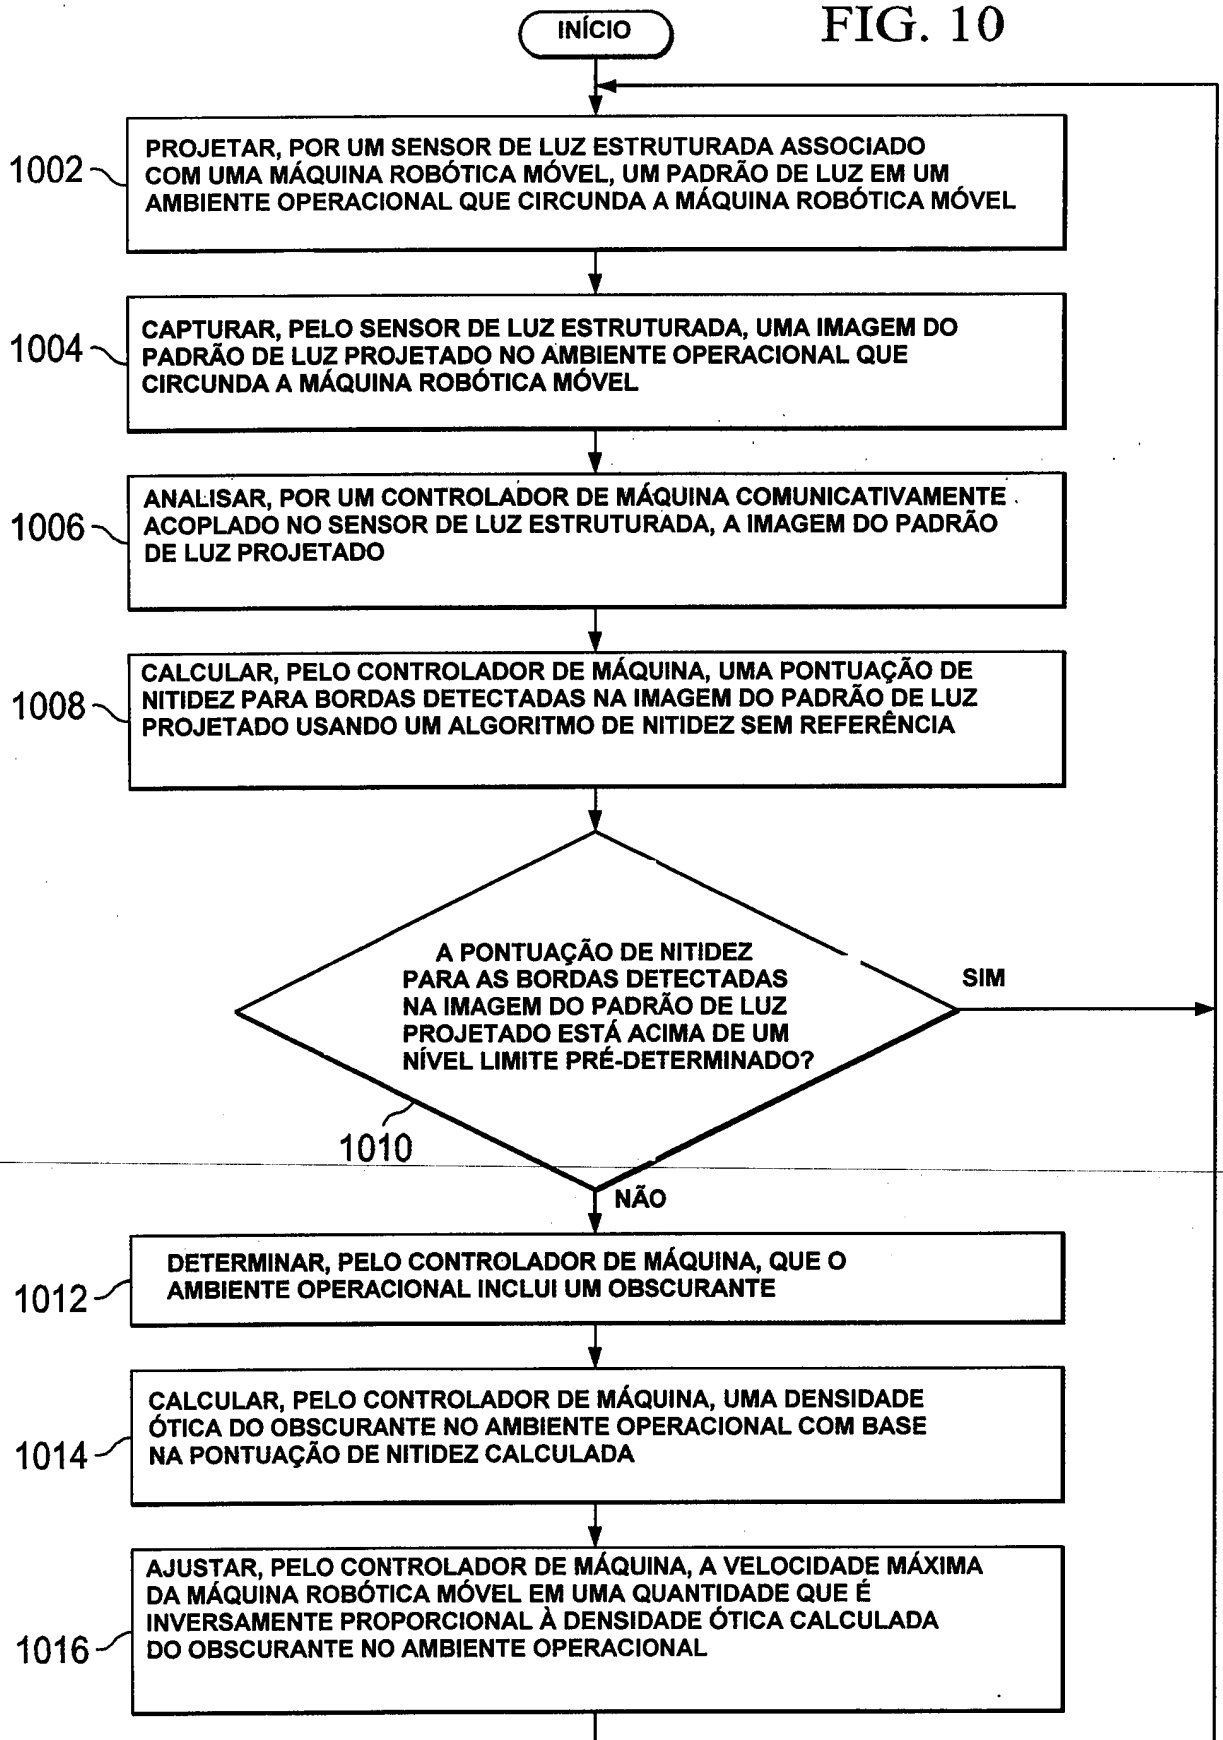 INÍCIO
FIG. 10
1002
PROJETAR, POR UM SENSOR DE LUZ ESTRUTURADA ASSOCIADO
COM UMA MÁQUINA ROBÓTICA MÓVEL, UM PADRÃO DE LUZ EM UM
AMBIENTE OPERACIONAL QUE CIRCUNDA A MÁQUINA ROBÓTICA MÓVEL
1004
CAPTURAR, PELO SENSOR DE LUZ ESTRUTURADA, UMA IMAGEM DO
PADRÃO DE LUZ PROJETADO NO AMBIENTE OPERACIONAL QUE
CIRCUNDA A MÁQUINA ROBÓTICA MÓVEL
1006
ANALISAR, POR UM CONTROLADOR DE MÁQUINA COMUNICATIVAMENTE
ACOPLADO NO SENSOR DE LUZ ESTRUTURADA, A IMAGEM DO PADRÃO
DE LUZ PROJETADO
1008
CALCULAR, PELO CONTROLADOR DE MÁQUINA, UMA PONTUAÇÃO DE
NITIDEZ PARA BORDAS DETECTADAS NA IMAGEM DO PADRÃO DE LUZ
PROJETADO USANDO UM ALGORITMO DE NITIDEZ SEM REFERÊNCIA
A PONTUAÇÃO DE NITIDEZ
PARA AS BORDAS DETECTADAS
NA IMAGEM DO PADRÃO DE LUZ
PROJETADO ESTÁ ACIMA DE UM
NÍVEL LIMITE PRÉ-DETERMINADO?
SIM
1010
NÃO
1012
DETERMINAR, PELO CONTROLADOR DE MÁQUINA, QUE O
AMBIENTE OPERACIONAL INCLUI UM OBSCURANTE
1014
CALCULAR, PELO CONTROLADOR DE MÁQUINA, UMA DENSIDADE
ÓTICA DO OBSCURANTE NO AMBIENTE OPERACIONAL COM BASE
NA PONTUAÇÃO DE NITIDEZ CALCULADA
1016
AJUSTAR, PELO CONTROLADOR DE MÁQUINA, A VELOCIDADE MÁXIMA
DA MÁQUINA ROBÓTICA MÓVEL EM UMA QUANTIDADE QUE É
INVERSAMENTE PROPORCIONAL À DENSIDADE ÓTICA CALCULADA
DO OBSCURANTE NO AMBIENTE OPERACIONAL